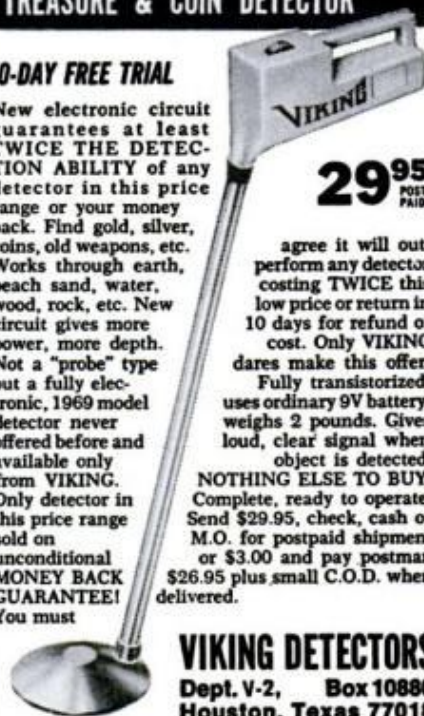 TREASURE & COIN DETECTOR
0-DAY FREE TRIAL
New electronic circuit
guarantees at least
TWICE THE DETEC-
TION ABILITY of any
detector in this price
range or your money
back. Find gold, silver,
coins, old weapons, etc.
Works through earth,
beach sand, water,
wood, rock, etc. New
circuit gives more
power, more depth.
Not a "probe" type
but a fully elec-
tronic, 1969 model
detector never
offered before and
available only
from VIKING.
Only detector in
this price range
sold on
unconditional
MONEY BACK
GUARANTEE!
You must
VIKING
29 95 POST PAID
agree it will out
perform any detector
costing TWICE this
low price or return in
10 days for refund o
cost. Only VIKING
dares make this offer
Fully transistorized
uses ordinary 9V battery
weighs 2 pounds. Gives
loud, clear signal when
object is detected
NOTHING ELSE TO BUY
Complete, ready to operate
Send $29.95, check, cash o
M.O. for postpaid shipment
or $3.00 and pay postman
$26.95 plus small C.O.D. when
delivered.
VIKING DETECTORS
Dept. V-2, Box 10880
Houston, Texas 77018